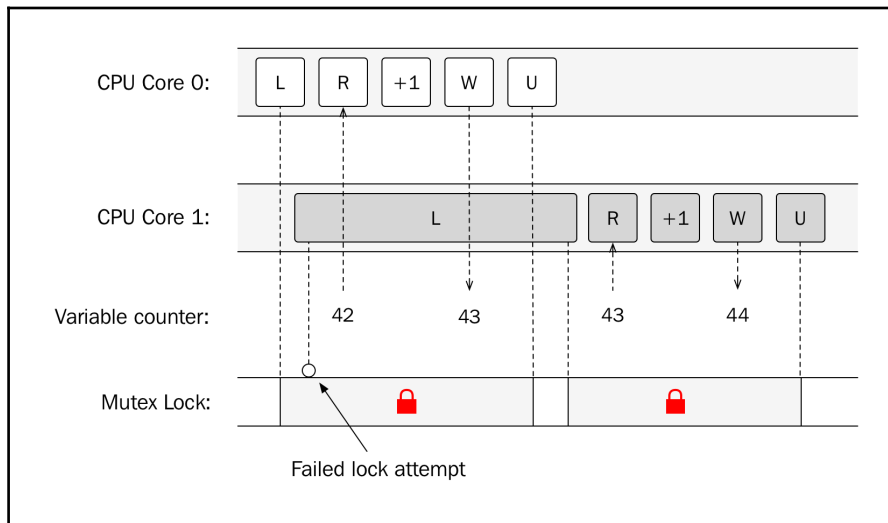 CPU Core 0: L R +1 W U
CPU Core 1: L R +1 W U
Variable counter: 42 43 43 44
Mutex Lock:
Failed lock attempt